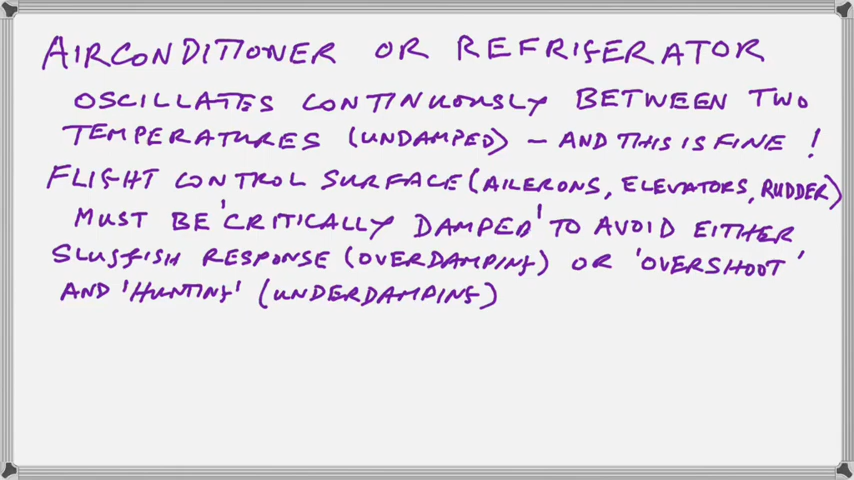 AIRCONDITIONER OR REFRIGERATOR
OSCILLATES CONTINUOUSLY BETWEEN TWO
TEMPERATURES (UNDAMPED) – AND THIS IS FINE !
FLIGHT CONTROL SURFACE (AILERONS, ELEVATORS, RUDDER)
MUST BE 'CRITICALLY DAMPED' TO AVOID EITHER
SLUGGISH RESPONSE (OVERDAMPING) OR 'OVERSHOOT'
AND 'HUNTING' (UNDERDAMPING)